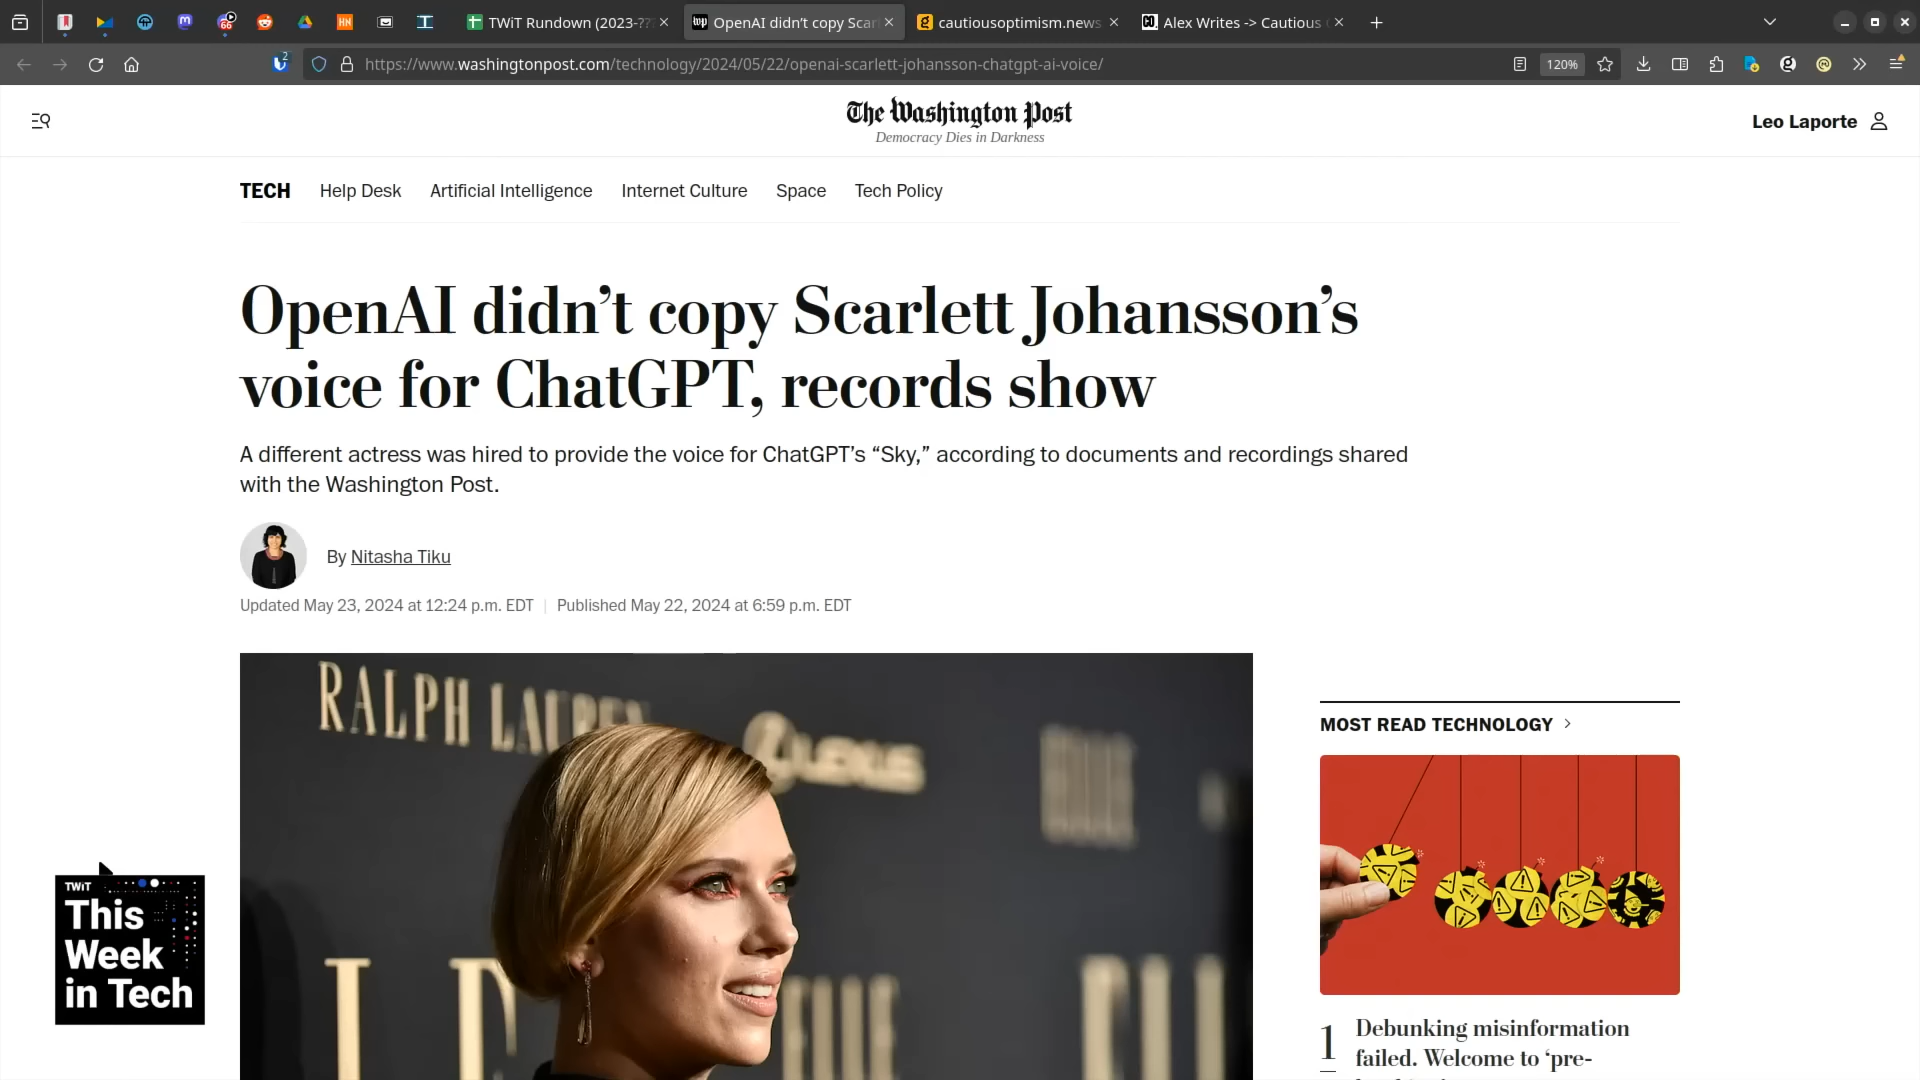 TWiT Rundown (2023-???
OpenAI didn't copy Scar
cautiousoptimism.news
Alex Writes -> Cautious
https://www.washingtonpost.com/technology/2024/05/22/openai-scarlett-johansson-chatgpt-ai-voice/
120%
The Washington Post
Democracy Dies in Darkness
Leo Laporte
TECH
Help Desk
Artificial Intelligence
Internet Culture
Space
Tech Policy
OpenAI didn’t copy Scarlett Johansson’s
voice for ChatGPT, records show
A different actress was hired to provide the voice for ChatGPT’s “Sky,” according to documents and recordings shared
with the Washington Post.
By Nitasha Tiku
Updated May 23, 2024 at 12:24 p.m. EDT | Published May 22, 2024 at 6:59 p.m. EDT
RALPH LAUREN
LEXUS
ELLE
MOST READ TECHNOLOGY
TWiT
This
Week
in Tech
1
Debunking misinformation
failed. Welcome to ‘pre-